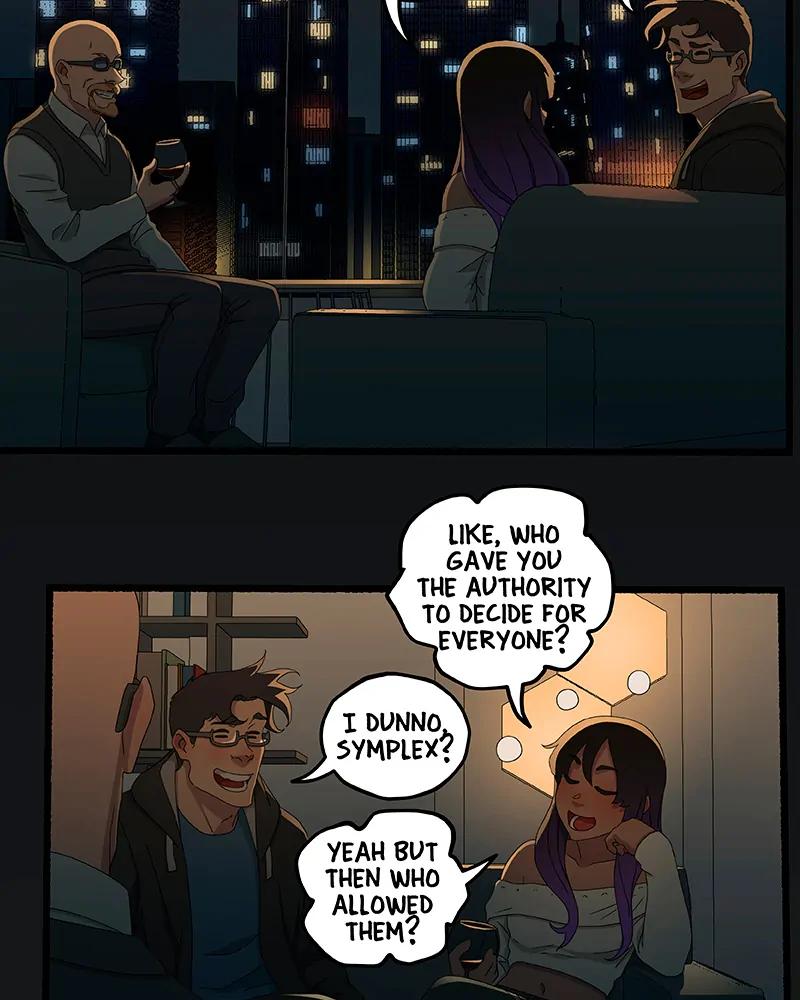 LIKE, WHO
GAVE YOU
THE AUTHORITY
TO DECIDE FOR
EVERYONE?
I DUNNO,
SYMPLEX?
YEAH BUT
THEN WHO
ALLOWED
THEM?